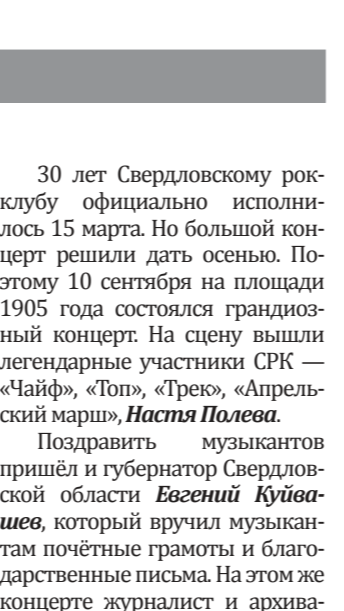 30 лет Свердловскому рок-
клубу официально исполни-
лось 15 марта. Но большой кон-
церт решили дать осенью. По-
этому 10 сентября на площади
1905 года состоялся грандиоз-
ный концерт. На сцену вышли
легендарные участники СРК —
«Чайф», «Топ», «Трек», «Апрель-
ский марш», Настя Полева.
Поздравить музыкантов
пришёл и губернатор Свердлов-
ской области Евгений Куйва-
шев, который вручил музыкан-
там почётные грамоты и благо-
дарственные письма. На этом же
концерте журналист и архива-